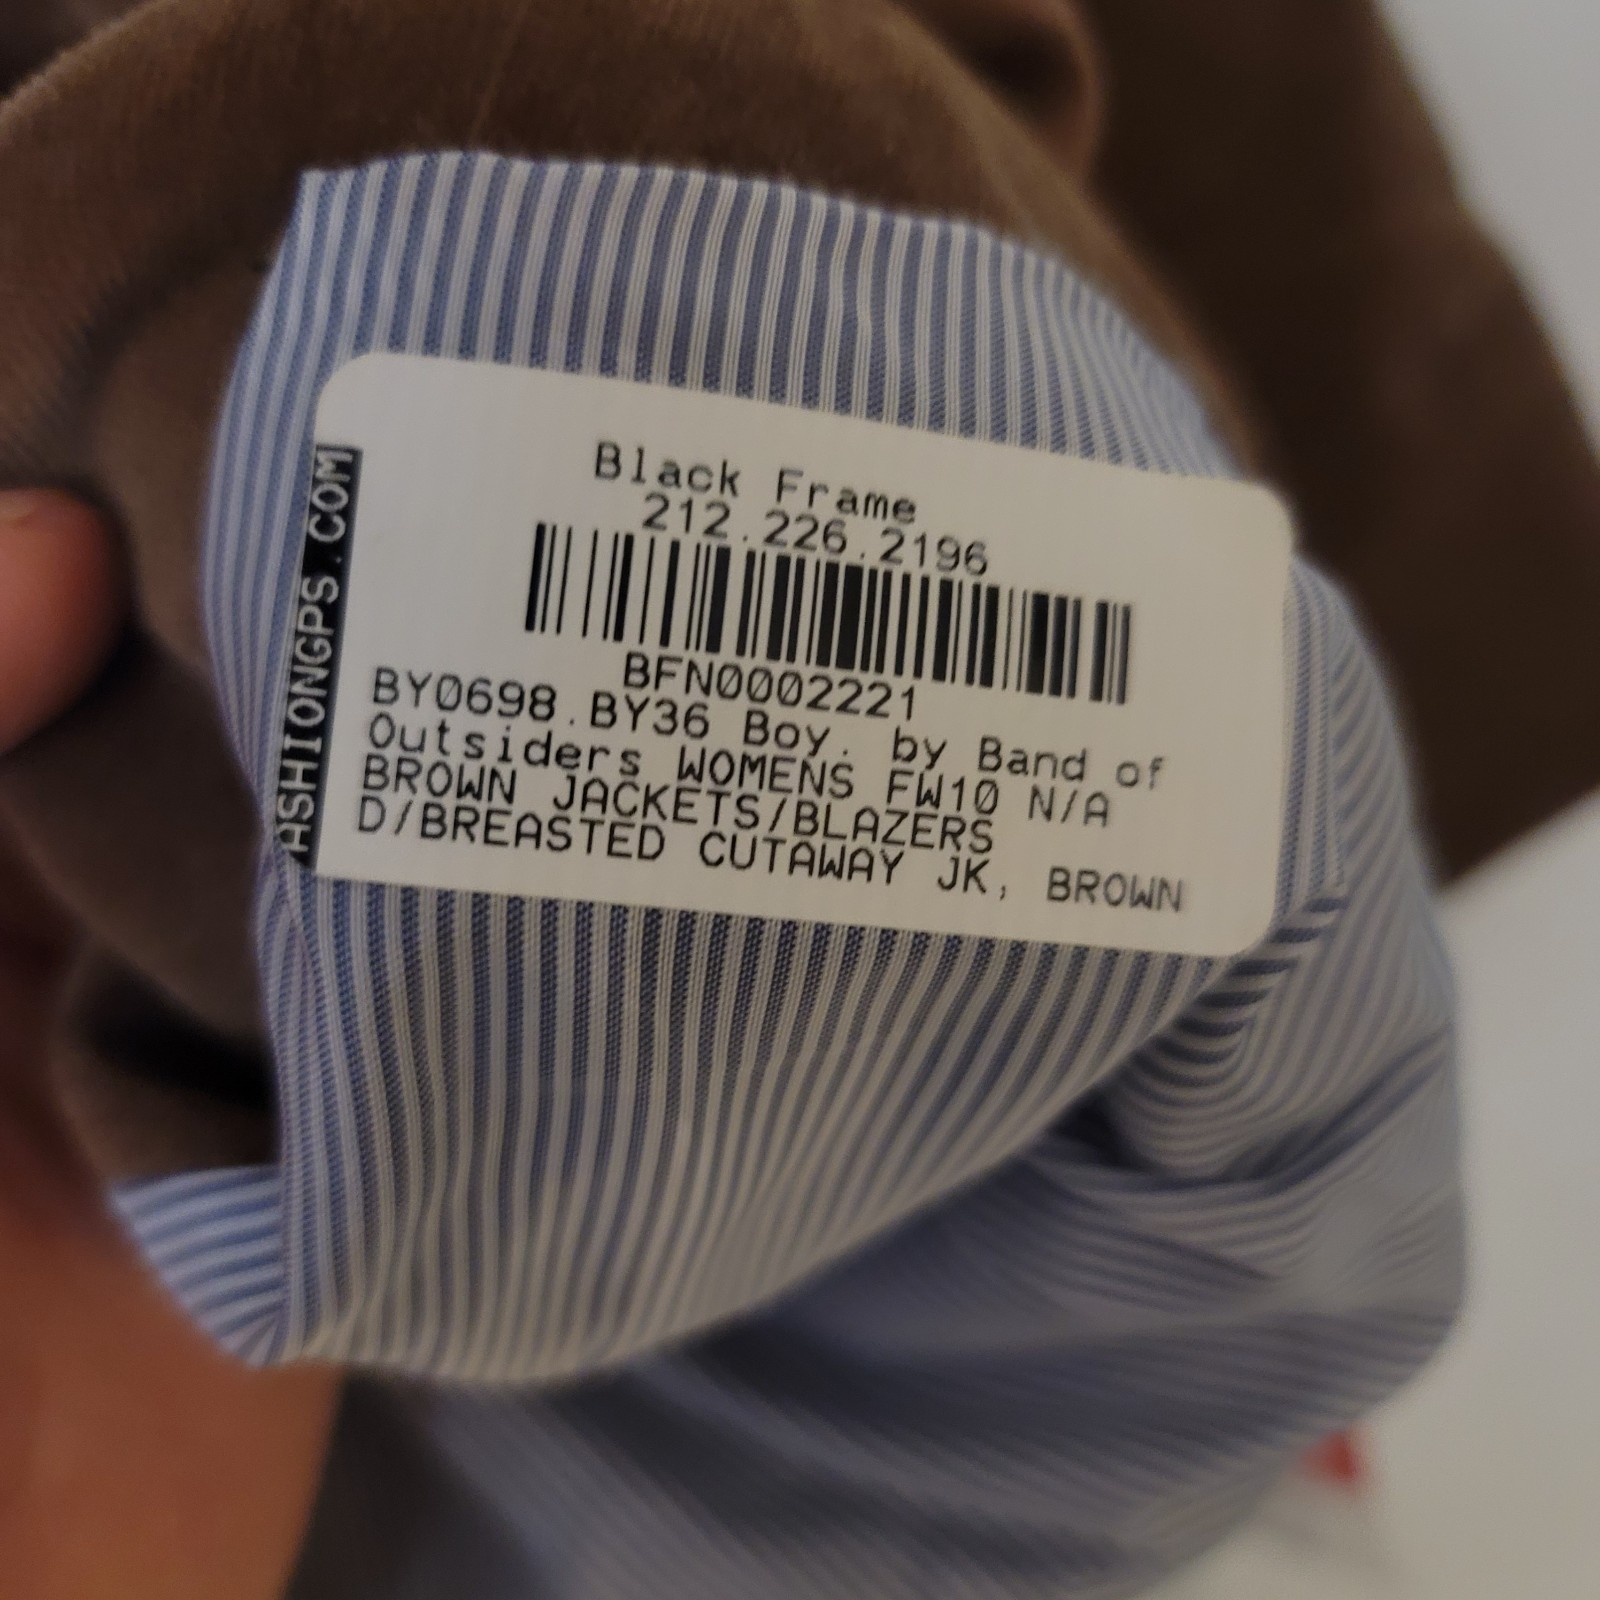 Black Frame
212.226.2196
BFN0002221
BY0698.BY36 Boy. by Band of
Outsiders WOMENS FW10 N/A
BROWN JACKETS/BLAZERS
D/BREASTED CUTAWAY JK, BROWN
FASHIONGPS.COM